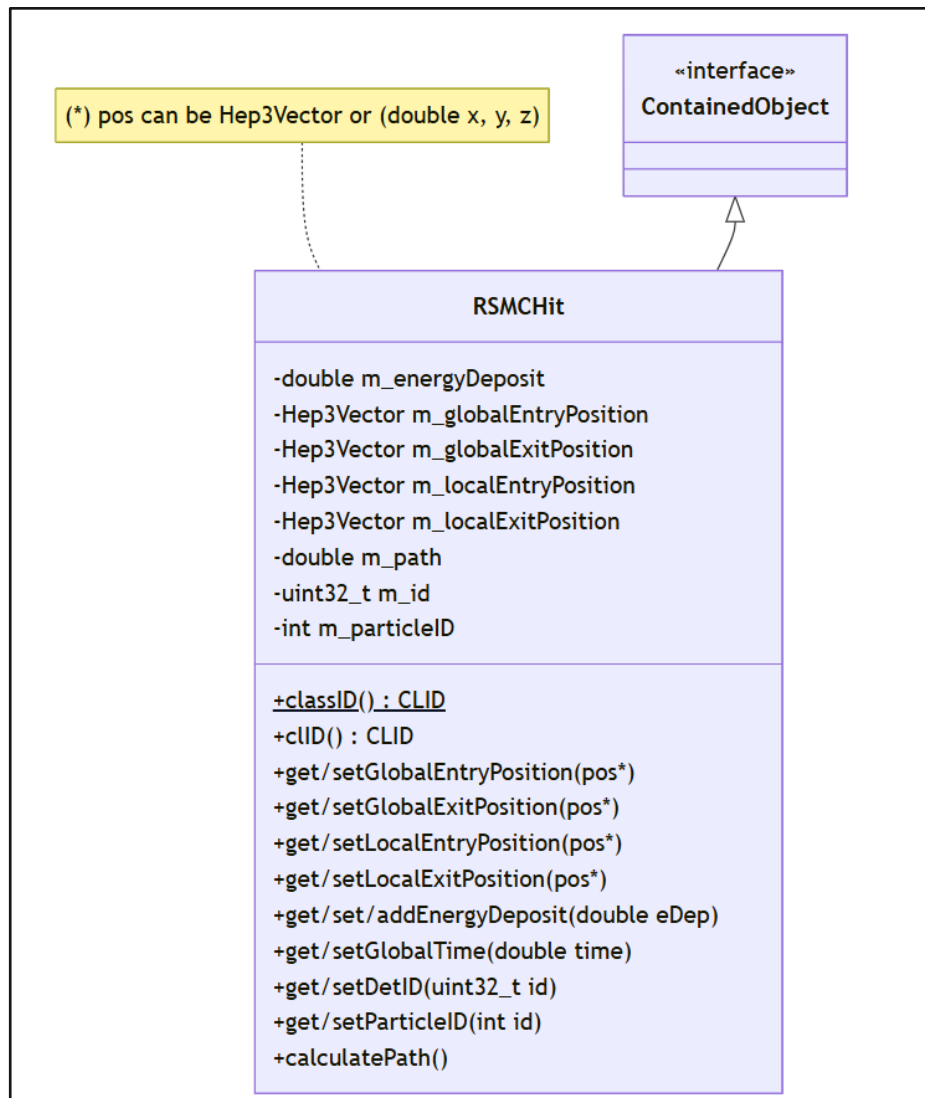 «interface»
ContainedObject
(*) pos can be Hep3Vector or (double x, y, z)
RSMCHit
-double m_energyDeposit
-Hep3Vector m_globalEntryPosition
-Hep3Vector m_globalExitPosition
-Hep3Vector m_localEntryPosition
-Hep3Vector m_localExitPosition
-double m_path
-uint32_t m_id
-int m_particleID
+classID() : CLID
+clID() : CLID
+get/setGlobalEntryPosition(pos*)
+get/setGlobalExitPosition(pos*)
+get/setLocalEntryPosition(pos*)
+get/setLocalExitPosition(pos*)
+get/set/addEnergyDeposit(double eDep)
+get/setGlobalTime(double time)
+get/setDetID(uint32_t id)
+get/setParticleID(int id)
+calculatePath()